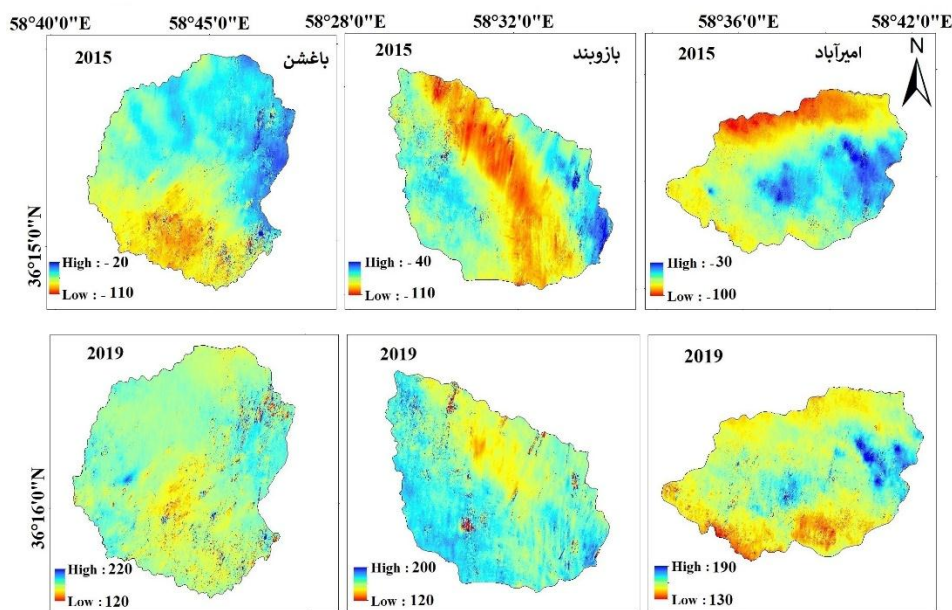 58°40'0"E 58°45'0"E 58°28'0"E 58°32'0"E 58°36'0"E 58°42'0"E
2015 باغشن
2015 بازوبند
2015 امیرآباد
N
36°15'0"N
High : - 20
Low : - 110
High : - 40
Low : - 110
High : - 30
Low : - 100
2019
2019
2019
36°16'0"N
High : 220
Low : 120
High : 200
Low : 120
High : 190
Low : 130